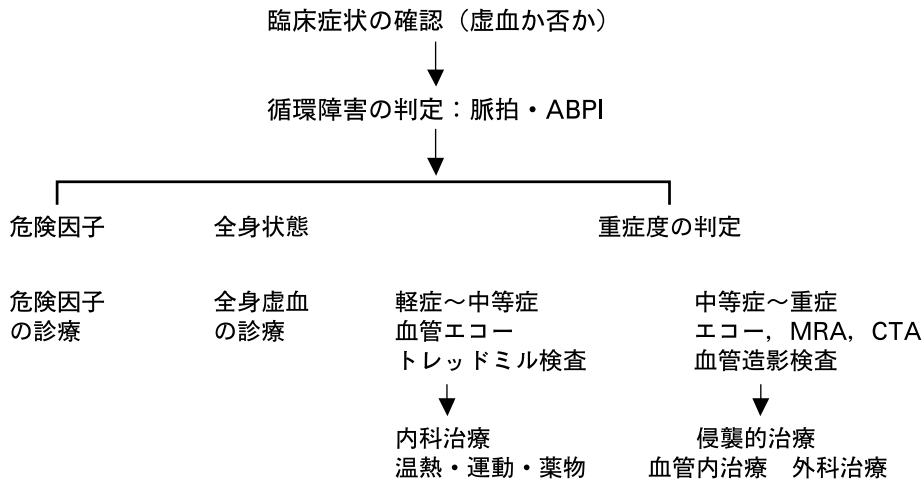 臨床症状の確認（虚血か否か）
循環障害の判定：脈拍・ABPI
危険因子 全身状態 重症度の判定
危険因子
の診療
全身虚血
の診療
軽症～中等症
血管エコー
トレッドミル検査
中等症～重症
エコー，MRA，CTA
血管造影検査
内科治療
温熱・運動・薬物
侵襲的治療
血管内治療 外科治療